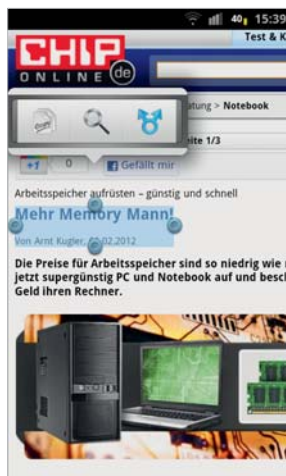 4G 15:39
Test & K
CHIP
ONLINE de
atung > Notebook
eite 1/3
Copy
+1 0 Gefällt mir
Arbeitsspeicher aufrüsten – günstig und schnell
Mehr Memory Mann!
Von Arnt Kugler, 02.2012
Die Preise für Arbeitsspeicher sind so niedrig wie
jetzt supergünstig PC und Notebook auf und besch
Geld ihren Rechner.